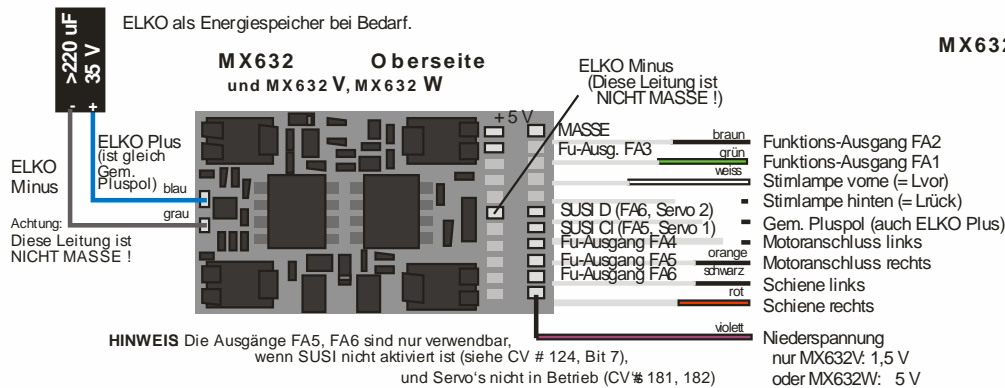 ELKO als Energiespeicher bei Bedarf.
>220 uF
35 V
- +
MX632 Oberseite
und MX632 V, MX632 W
MX632
ELKO Minus
(Diese Leitung ist
NICHT MASSE !)
ELKO Plus
(ist gleich
Gem.
Pluspol)
blau
ELKO
Minus
grau
Achtung:
Diese Leitung ist
NICHT MASSE !
+5V
MASSE
Fu-Ausg. FA3
SUSI D (FA6, Servo 2)
SUSI Cl (FA5, Servo 1)
Fu-Ausgang FA4
Fu-Ausgang FA5
Fu-Ausgang FA6
braun Funktions-Ausgang FA2
grün Funktions-Ausgang FA1
weiss Stirnlampe vorne (= Lvor)
Stirnlampe hinten (= Lrück)
Gem. Pluspol (auch ELKO Plus)
Motoranschluss links
orange Motoranschluss rechts
schwarz Schiene links
rot Schiene rechts
violett Niederspannung
nur MX632V: 1,5 V
oder MX632W: 5 V
HINWEIS: Die Ausgänge FA5, FA6 sind nur verwendbar,
wenn SUSI nicht aktiviert ist (siehe CV # 124, Bit 7),
und Servo's nicht in Betrieb (CV's # 181, 182)